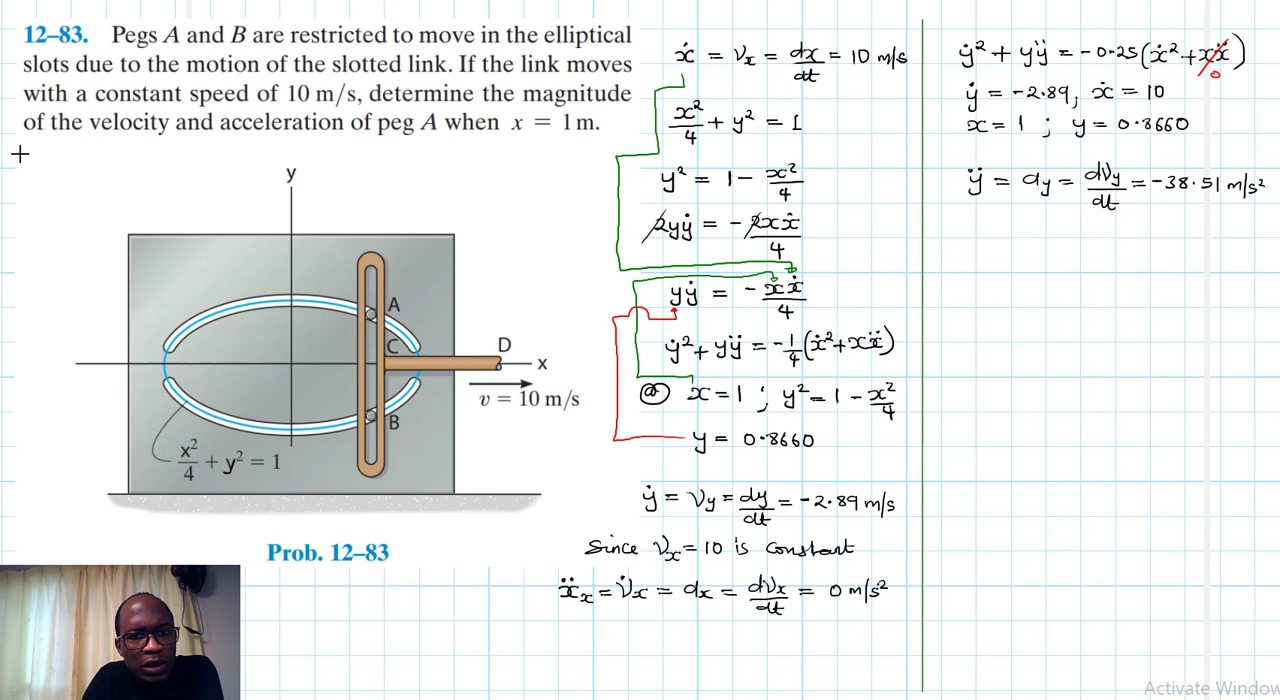 12–83. Pegs A and B are restricted to move in the elliptical
slots due to the motion of the slotted link. If the link moves
with a constant speed of 10 m/s, determine the magnitude
of the velocity and acceleration of peg A when x = 1 m.
y
A
C
D
x
v = 10 m/s
B
x²/4 + y² = 1
Prob. 12–83
ẋ = Vx = dx/dt = 10 m/s
x²/4 + y² = 1
y² = 1 - x²/4
2yẏ = - 2xẋ/4
yẏ = - xẋ/4
ẏ² + yÿ = -1/4(ẋ² + xẍ)
@ x = 1 ; y² = 1 - x²/4
y = 0.8660
ẏ = Vy = dy/dt = -2.89 m/s
Since Vx = 10 is constant
ẍx = V̇x = ax = dVx/dt = 0 m/s²
ẏ² + yÿ = -0.25(ẋ² + xẍ) 0
ẏ = -2.89, ẋ = 10
x = 1 ; y = 0.8660
ÿ = ay = dVy/dt = -38.51 m/s²
Activate Window